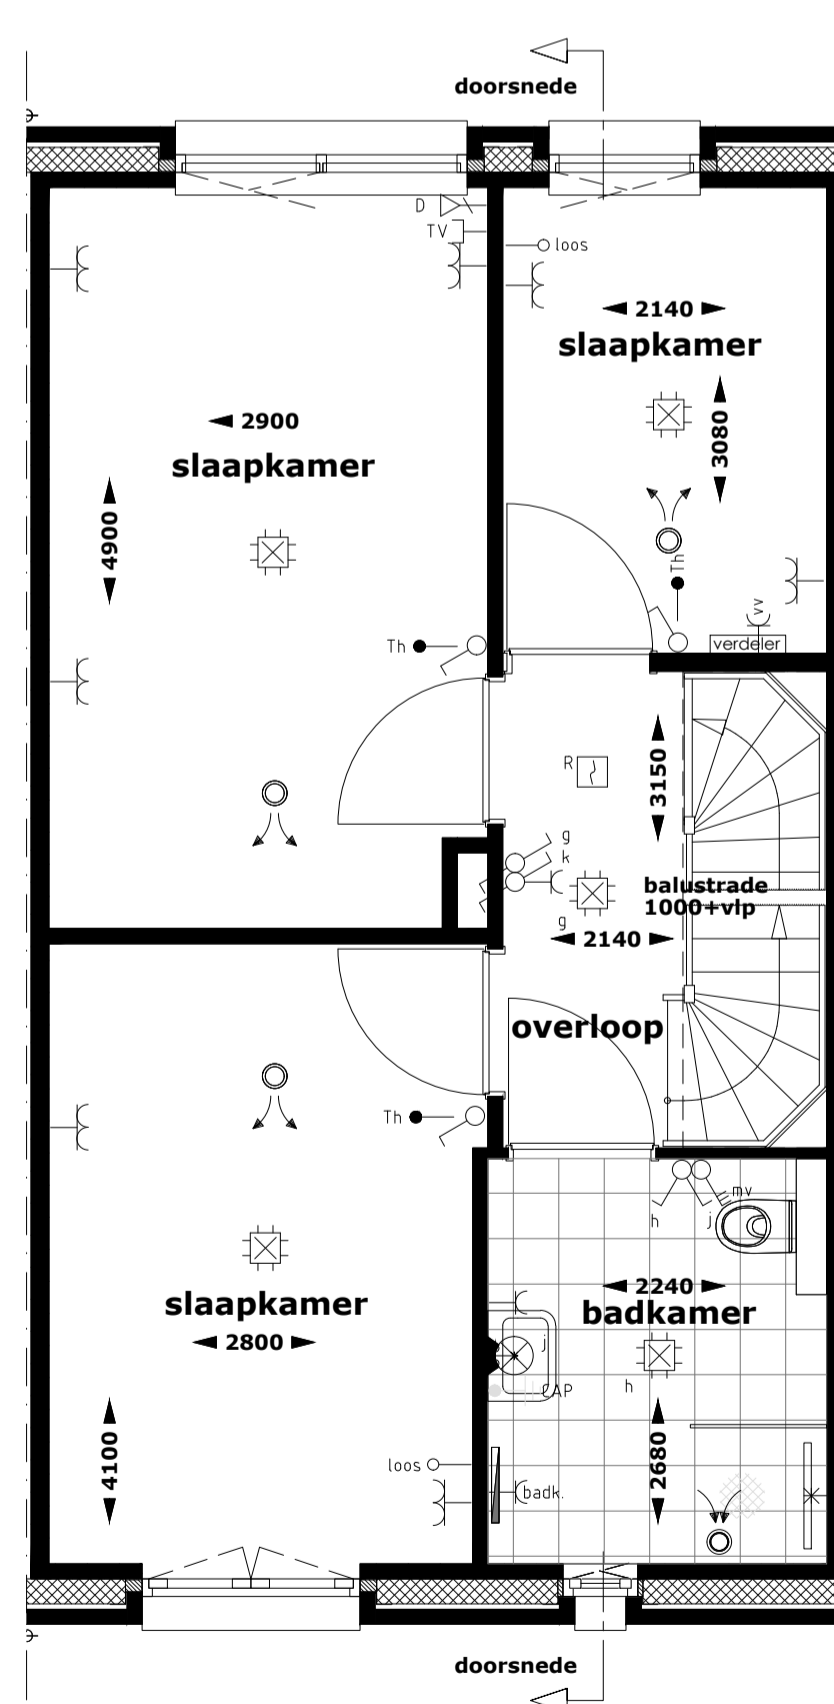 doorsnede
D
TV
loos
2140
slaapkamer
2900
slaapkamer
3080
4900
Th
Th
vv
verdeler
R
3150
g
k
balustrade
1000+vlp
g
2140
overloop
Th
mv
h
j
2240
badkamer
slaapkamer
2800
j
h
CAP
4100
2680
loos
badk.
doorsnede